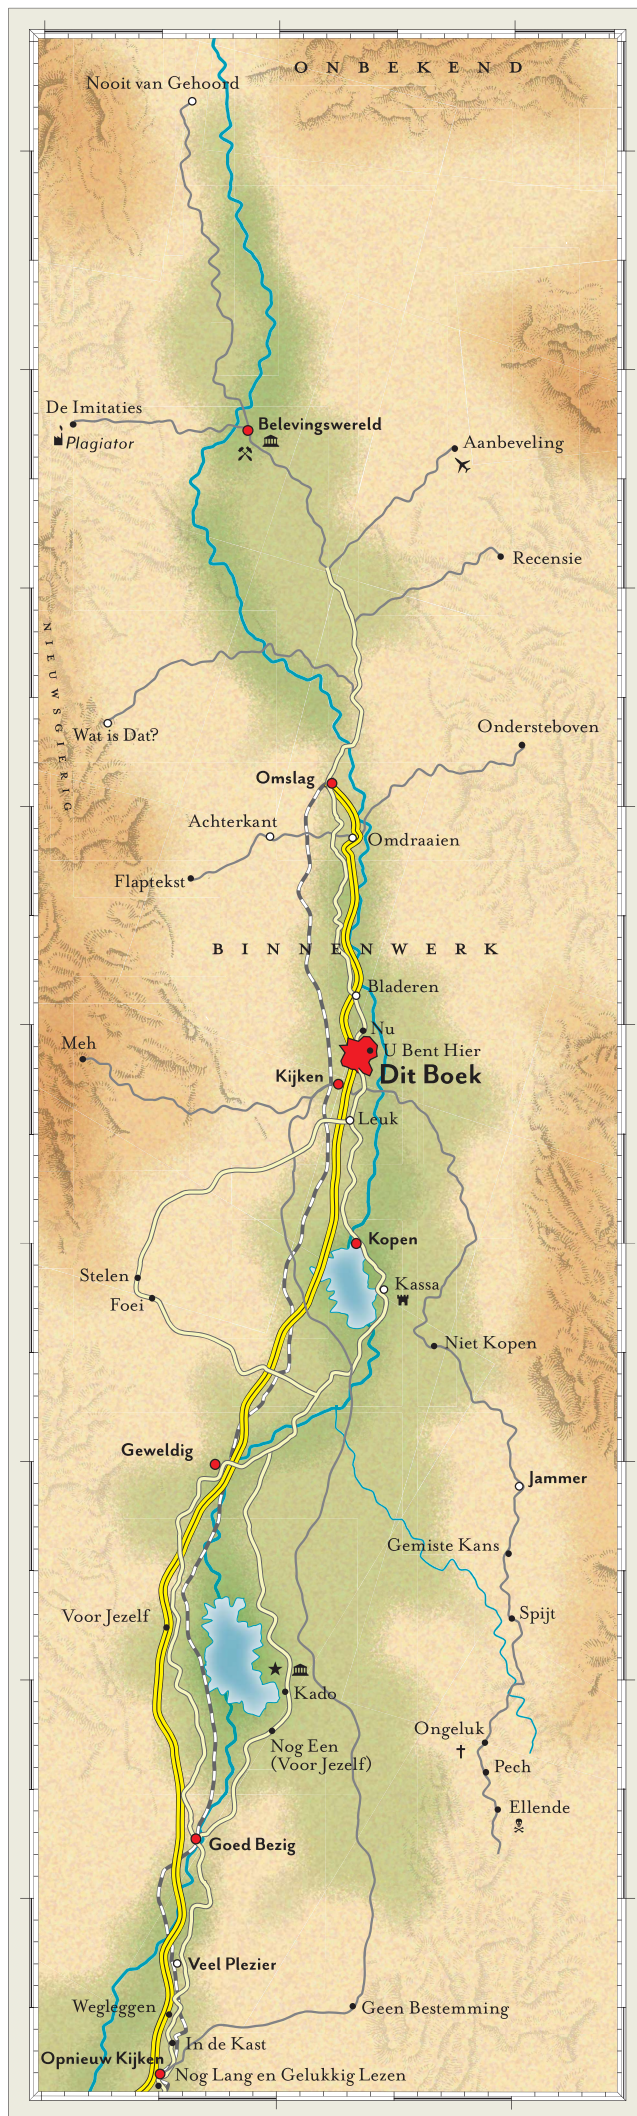 ONBEKEND
Nooit van Gehoord
De Imitaties
Plagiator
Belevingswereld
Aanbeveling
Recensie
NIEUWSGIERIG
Wat is Dat?
Ondersteboven
Omslag
Achterkant
Omdraaien
Flaptekst
BINNENWERK
Bladeren
Nu
Meh
U Bent Hier
Kijken
Dit Boek
Leuk
Kopen
Stelen
Kassa
Foei
Niet Kopen
Geweldig
Jammer
Gemiste Kans
Voor Jezelf
Spijt
Kado
Ongeluk
Nog Een
(Voor Jezelf)
Pech
Ellende
Goed Bezig
Veel Plezier
Wegleggen
Geen Bestemming
In de Kast
Opnieuw Kijken
Nog Lang en Gelukkig Lezen